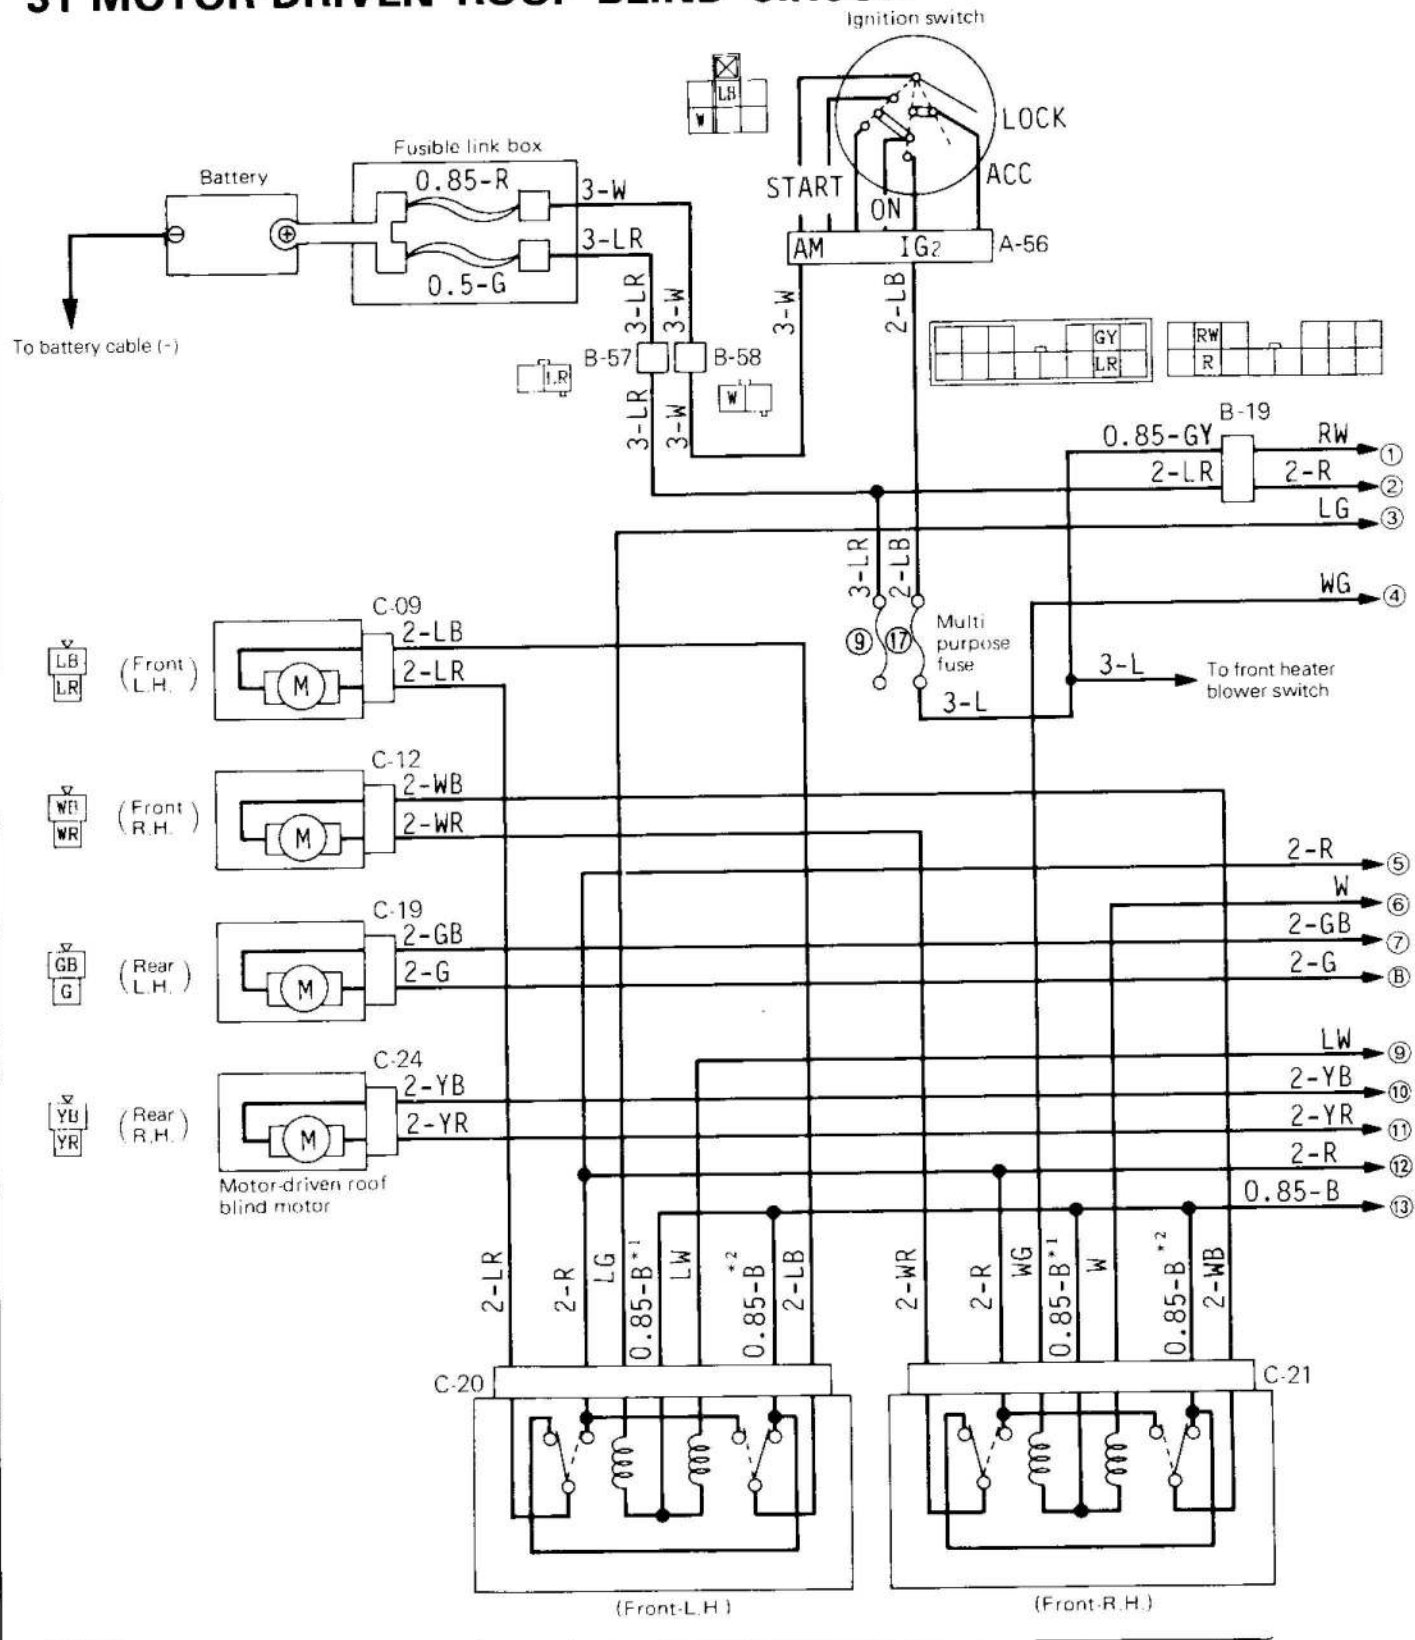 31 MOTOR-DRIVEN ROOF BLIND
Ignition switch
LB
W
LOCK
ACC
START
ON
AM
IG2
A-56
Fusible link box
Battery
0.85-R
3-W
3-LR
0.5-G
To battery cable (-)
3-LR
3-W
3-W
2-LB
B-57
B-58
LR
W
3-LR
3-W
GY
LR
RW
R
B-19
0.85-GY
RW
①
2-LR
2-R
②
LG
③
3-LR
2-LB
WG
④
⑨
⑰
Multi
purpose
fuse
3-L
To front heater
blower switch
3-L
C-09
2-LB
2-LR
LB
LR
(Front
L.H.)
M
C-12
2-WB
2-WR
WB
WR
(Front
R.H.)
M
2-R
⑤
W
⑥
C-19
2-GB
2-GB
⑦
2-G
2-G
⑧
GB
G
(Rear
L.H.)
M
LW
⑨
C-24
2-YB
2-YB
⑩
2-YR
2-YR
⑪
YB
YR
(Rear
R.H.)
M
2-R
⑫
Motor-driven roof
blind motor
0.85-B
⑬
2-LR
2-R
LG
0.85-B*1
LW
0.85-B*2
2-LB
2-WR
2-R
WG
0.85-B*1
W
0.85-B*2
2-WB
C-20
C-21
(Front-L.H.)
(Front-R.H.)